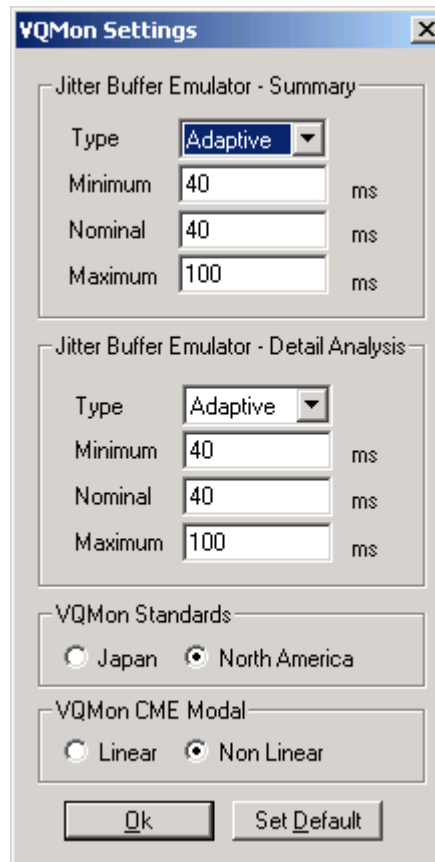 VQMon Settings
Jitter Buffer Emulator - Summary
Type Adaptive
Minimum 40 ms
Nominal 40 ms
Maximum 100 ms
Jitter Buffer Emulator - Detail Analysis
Type Adaptive
Minimum 40 ms
Nominal 40 ms
Maximum 100 ms
VQMon Standards
Japan North America
VQMon CME Modal
Linear Non Linear
Ok Set Default